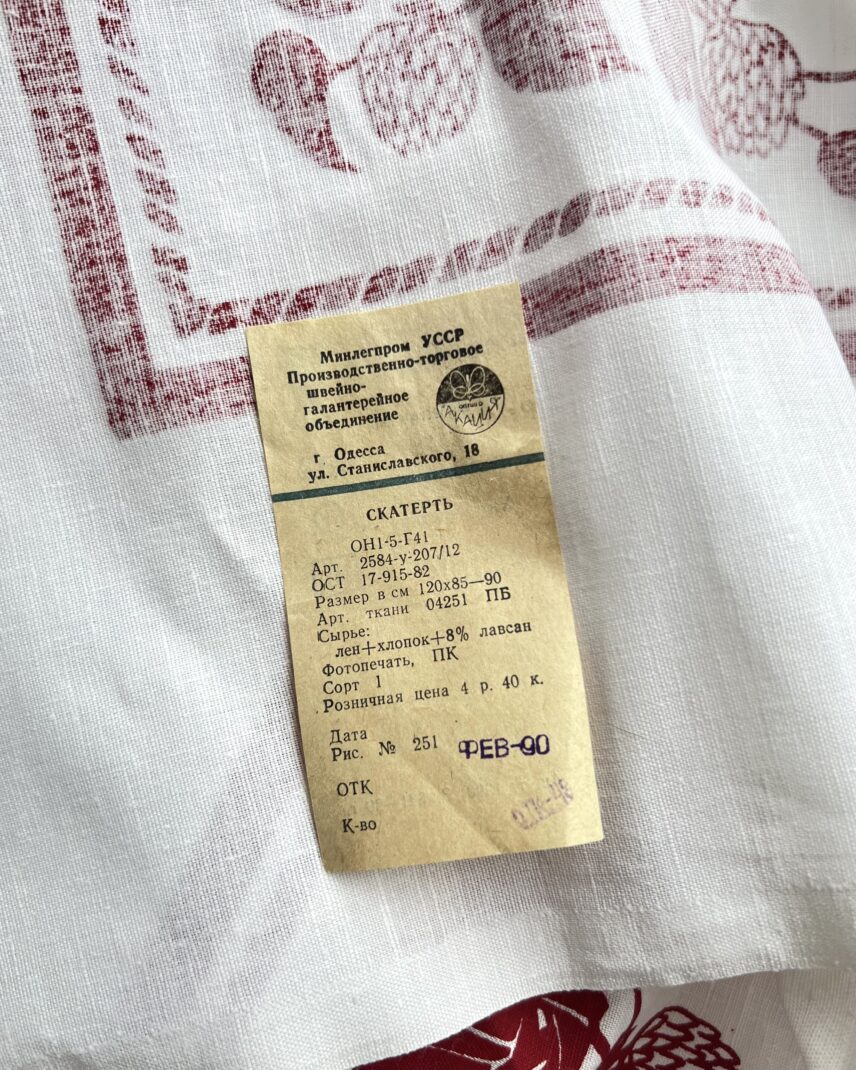 Минлегпром УССР
Производственно-торговое
швейно-
галантерейное
объединение
АКАЦИЯ
г. Одесса
ул. Станиславского, 18
СКАТЕРТЬ
ОН1-5-Г41
Арт. 2584-у-207/12
ОСТ 17-915-82
Размер в см 120х85—90
Арт. ткани 04251 ПБ
Сырье:
лен+хлопок+8% лавсан
Фотопечать, ПК
Сорт 1
Розничная цена 4 р. 40 к.
Дата
Рис. № 251 ФЕВ-90
ОТК
К-во